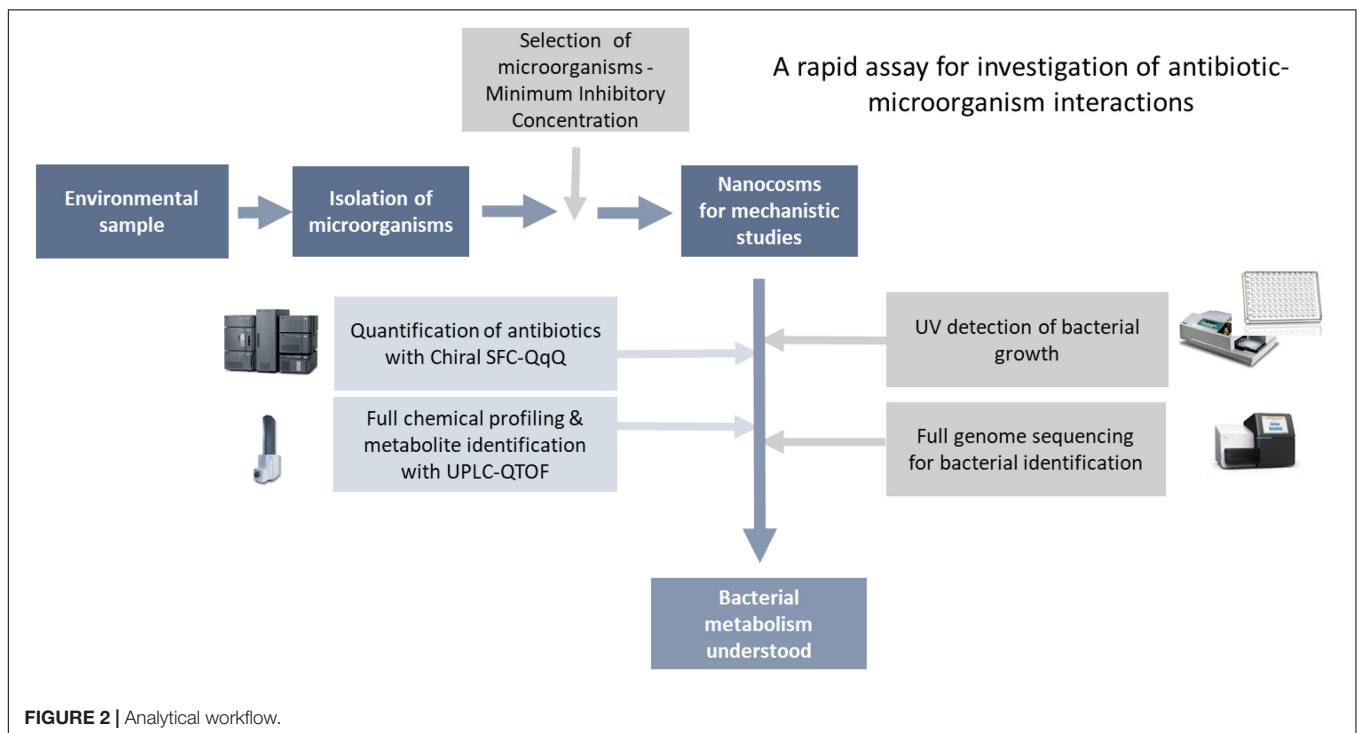 Selection of
microorganisms -
Minimum Inhibitory
Concentration
A rapid assay for investigation of antibiotic-
microorganism interactions
Environmental
sample
Isolation of
microorganisms
Nanocosms
for mechanistic
studies
Quantification of antibiotics
with Chiral SFC-QqQ
UV detection of bacterial
growth
Full chemical profiling &
metabolite identification
with UPLC-QTOF
Full genome sequencing
for bacterial identification
Bacterial
metabolism
understood
FIGURE 2 | Analytical workflow.